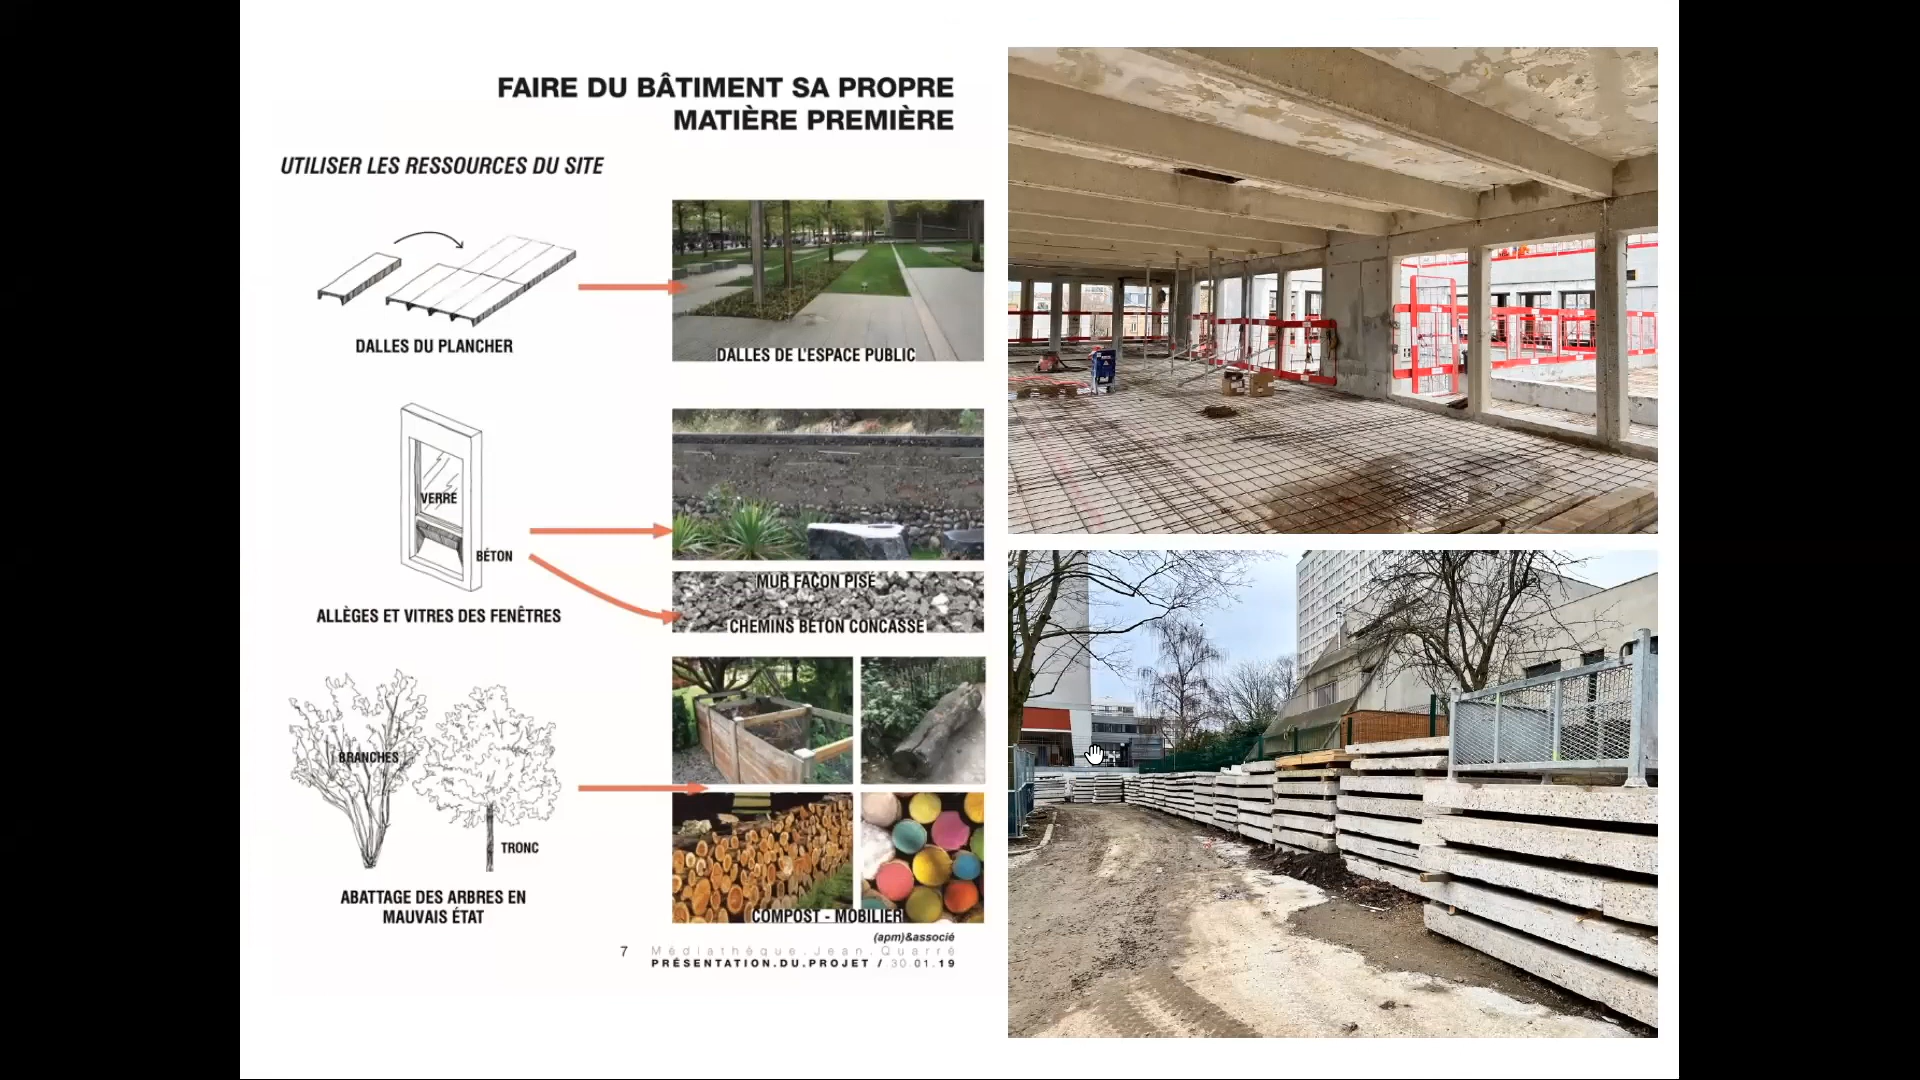 FAIRE DU BÂTIMENT SA PROPRE
MATIÈRE PREMIÈRE
UTILISER LES RESSOURCES DU SITE
DALLES DU PLANCHER
DALLES DE L'ESPACE PUBLIC
VERRE
BÉTON
ALLÈGES ET VITRES DES FENÊTRES
MUR FAÇON PISÉ
CHEMINS BÉTON CONCASSÉ
BRANCHES
TRONC
ABATTAGE DES ARBRES EN
MAUVAIS ÉTAT
COMPOST - MOBILIER
(apm)&associé
7 Médiathèque.Jean.Quarré
PRÉSENTATION.DU.PROJET / 30.01.19